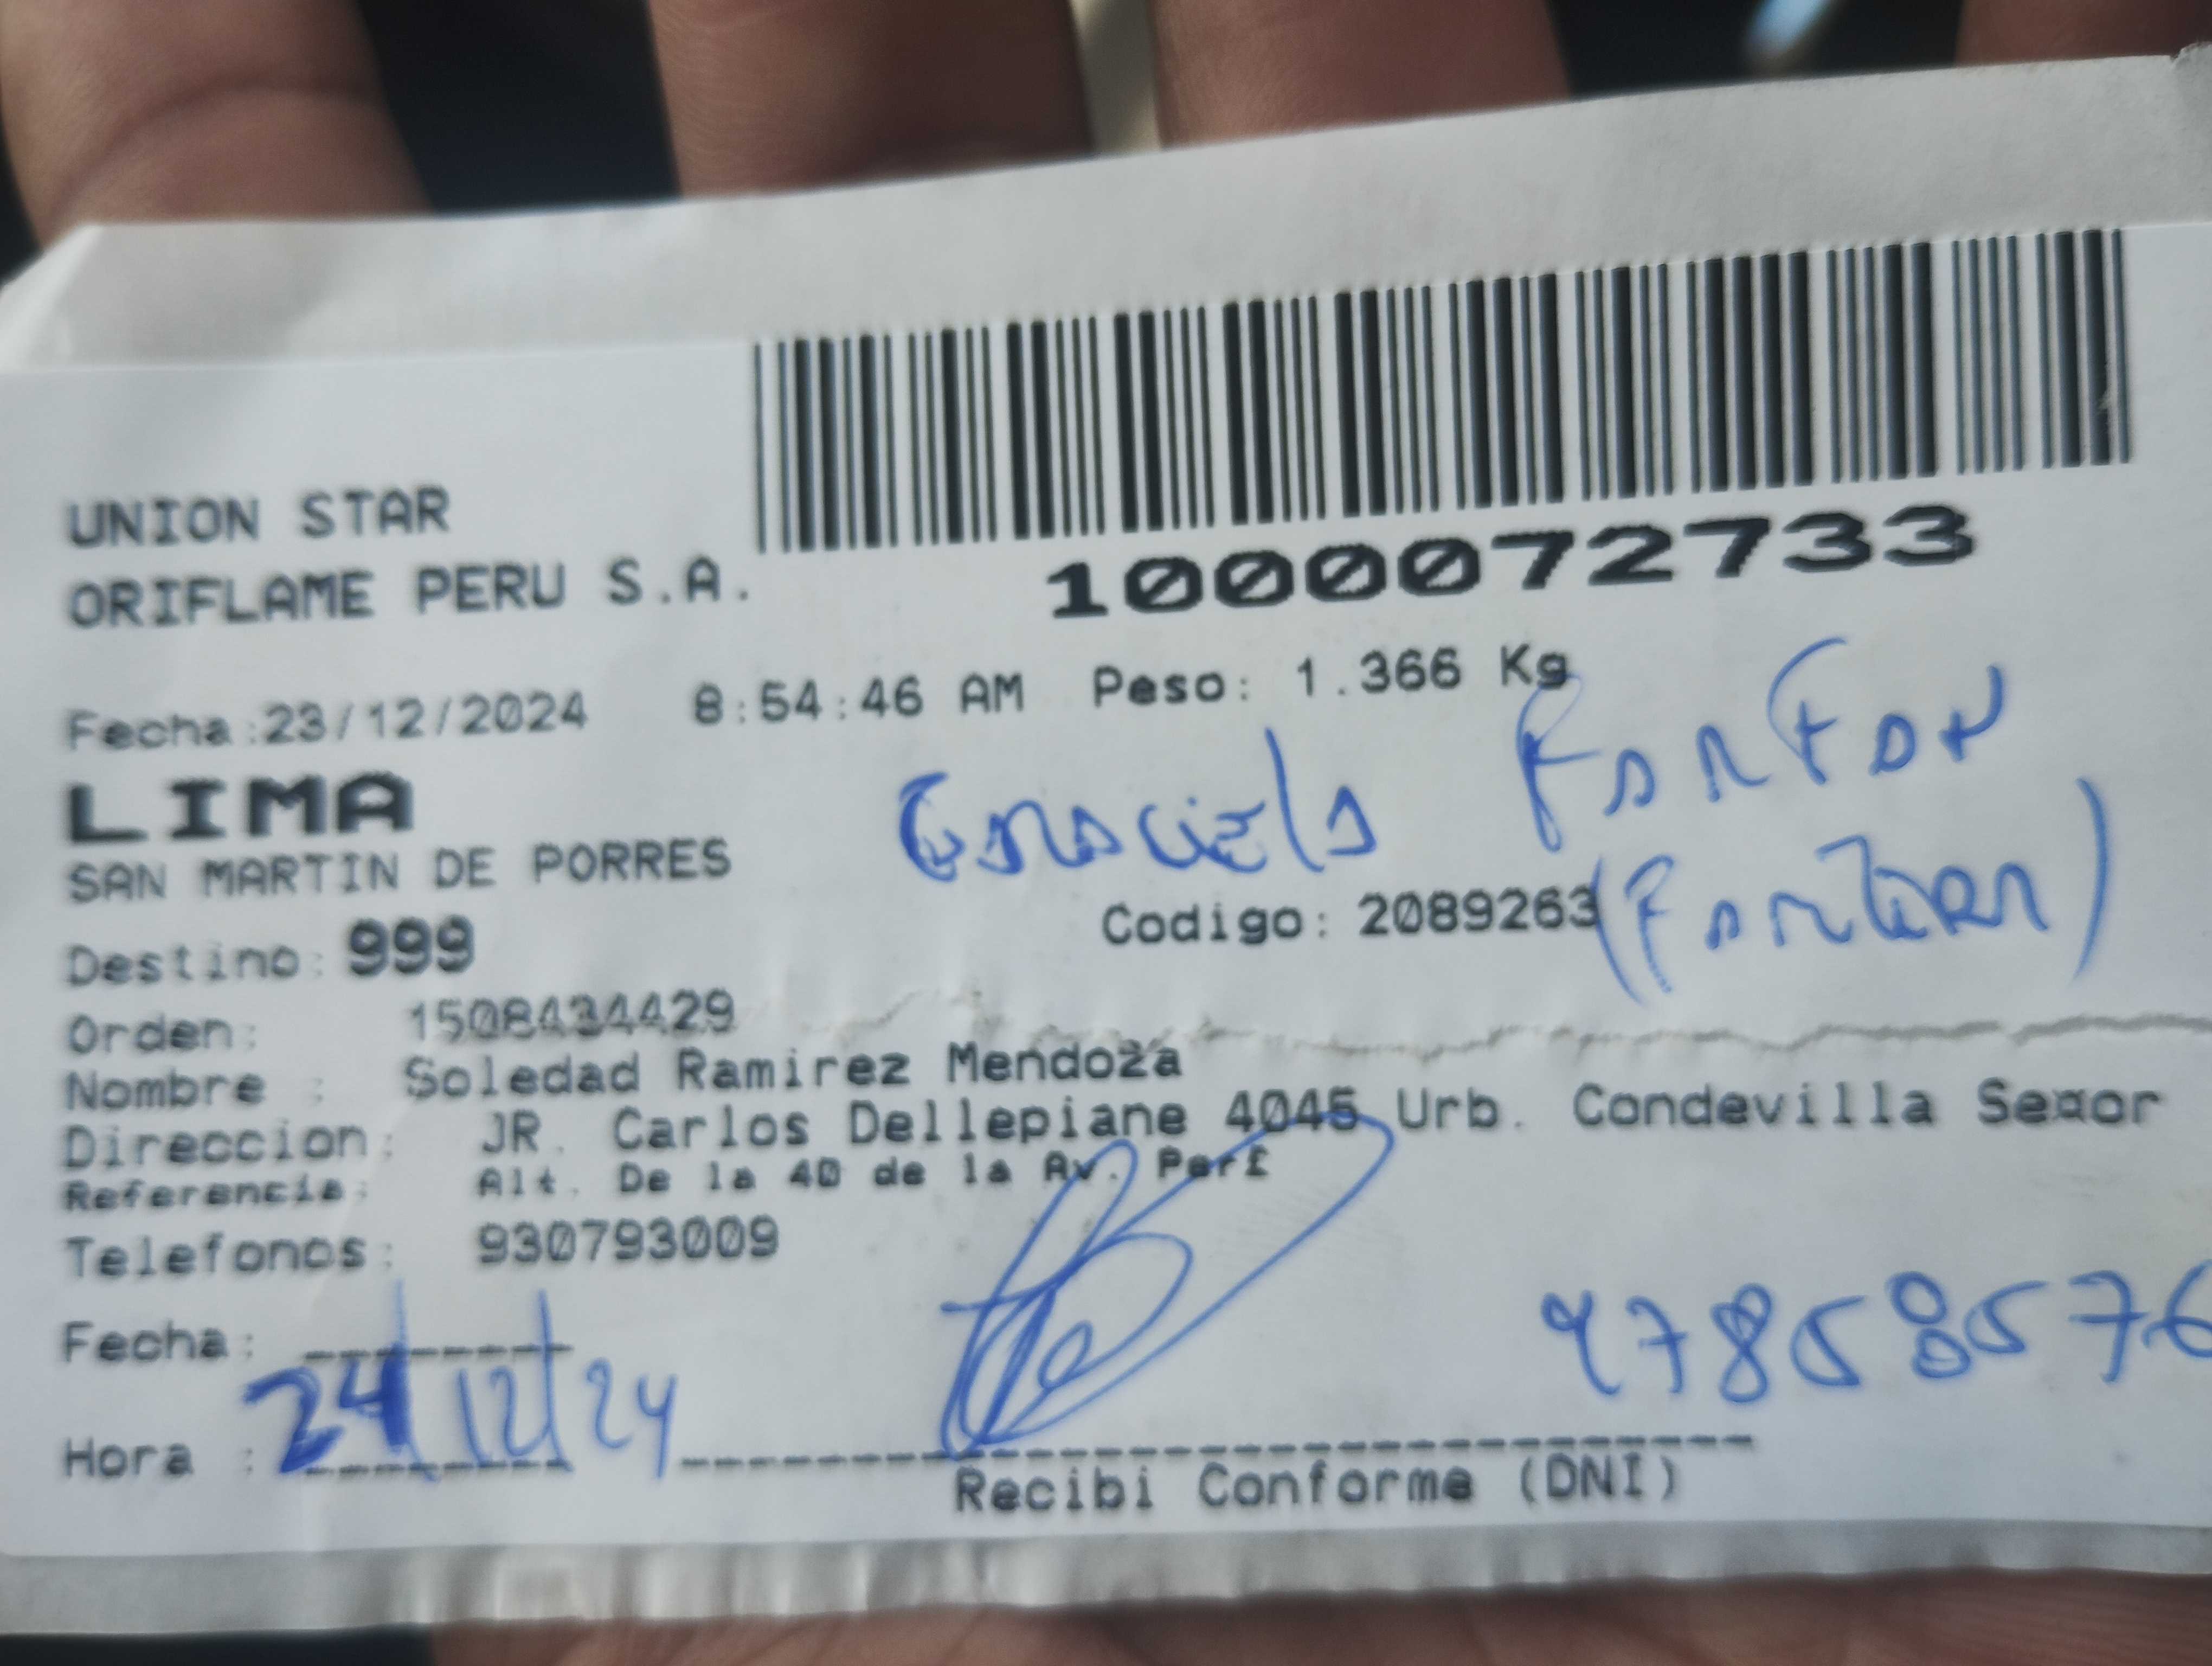 UNION STAR
ORIFLAME PERU S.A.
1000072733
Fecha:23/12/2024 8:54:46 AM Peso: 1.366 Kg
LIMA
SAN MARTIN DE PORRES
Graciela
Destino: 999
Codigo: 2089263
Orden: 1508434429
Nombre : Soledad Ramirez Mendoza
Direccion: JR. Carlos Dellepiane 4045 Urb. Condevilla Se¤or
Referencia: Alt. De la 40 de la Av. Per£
Telefonos: 930793009
Fecha:
24/12/24
Hora :
Recibi Conforme (DNI)